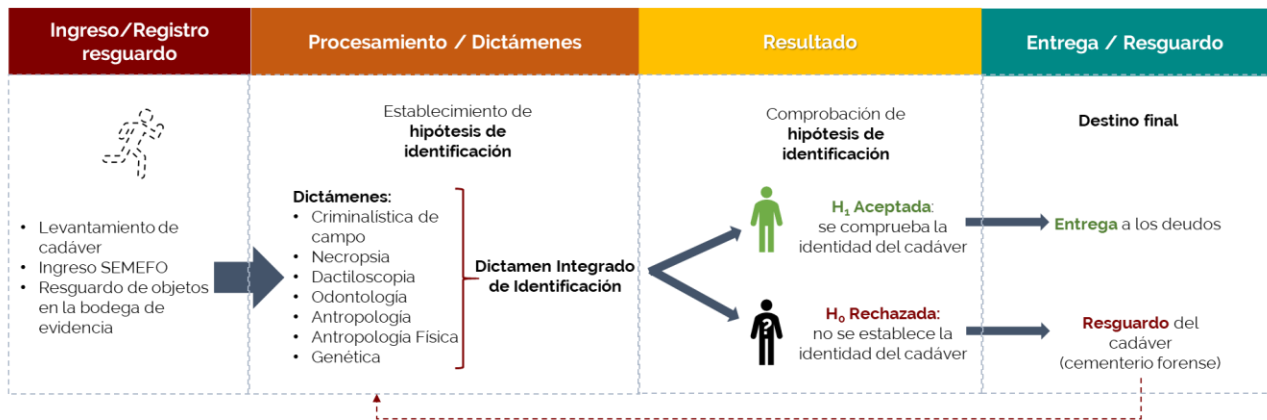 Ingreso/Registro
resguardo
Procesamiento / Dictámenes
Resultado
Entrega / Resguardo
• Levantamiento de
cadáver
• Ingreso SEMEFO
• Resguardo de objetos
en la bodega de
evidencia
Establecimiento de
hipótesis de
identificación
Dictámenes:
• Criminalística de
campo
• Necropsia
• Dactiloscopia
• Odontología
• Antropología
• Antropología Física
• Genética
Dictamen Integrado
de Identificación
Comprobación de
hipótesis de
identificación
H₁ Aceptada:
se comprueba la
identidad del cadáver
?
H₀ Rechazada:
no se establece la
identidad del cadáver
Destino final
Entrega a los deudos
Resguardo del
cadáver
(cementerio forense)